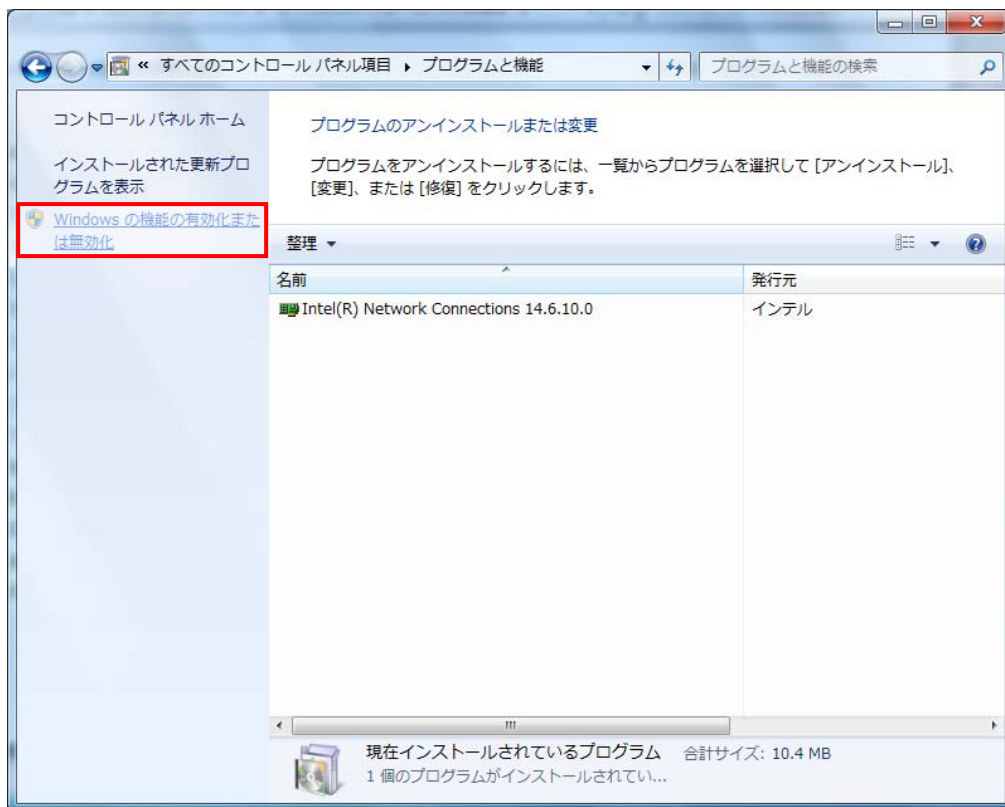 « すべてのコントロール パネル項目 ▸ プログラムと機能
プログラムと機能の検索
コントロール パネル ホーム
インストールされた更新プロ
グラムを表示
Windows の機能の有効化また
は無効化
プログラムのアンインストールまたは変更
プログラムをアンインストールするには、一覧からプログラムを選択して [アンインストール]、
[変更]、または [修復] をクリックします。
整理
名前
発行元
Intel(R) Network Connections 14.6.10.0
インテル
現在インストールされているプログラム 合計サイズ: 10.4 MB
1 個のプログラムがインストールされてい...